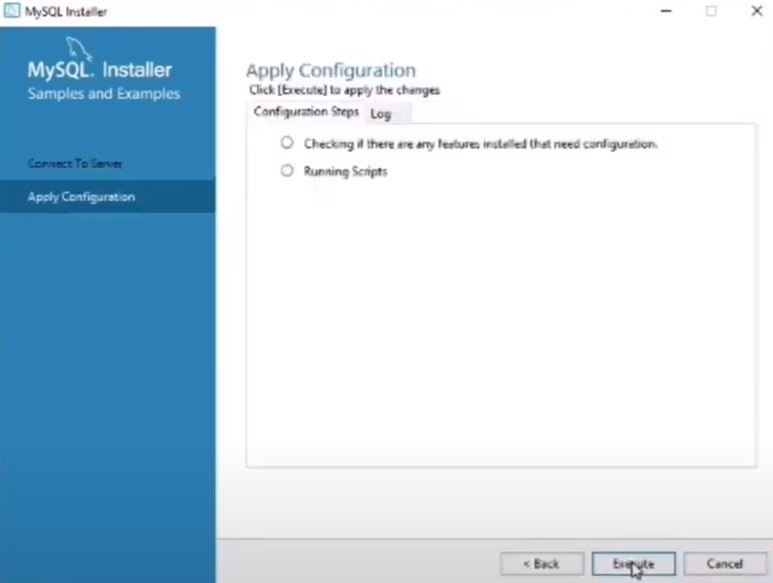 MySQL Installer
MySQL. Installer
Samples and Examples
Connect To Server
Apply Configuration
Apply Configuration
Click [Execute] to apply the changes
Configuration Steps
Log
Checking if there are any features installed that need configuration.
Running Scripts
< Back
Execute
Cancel